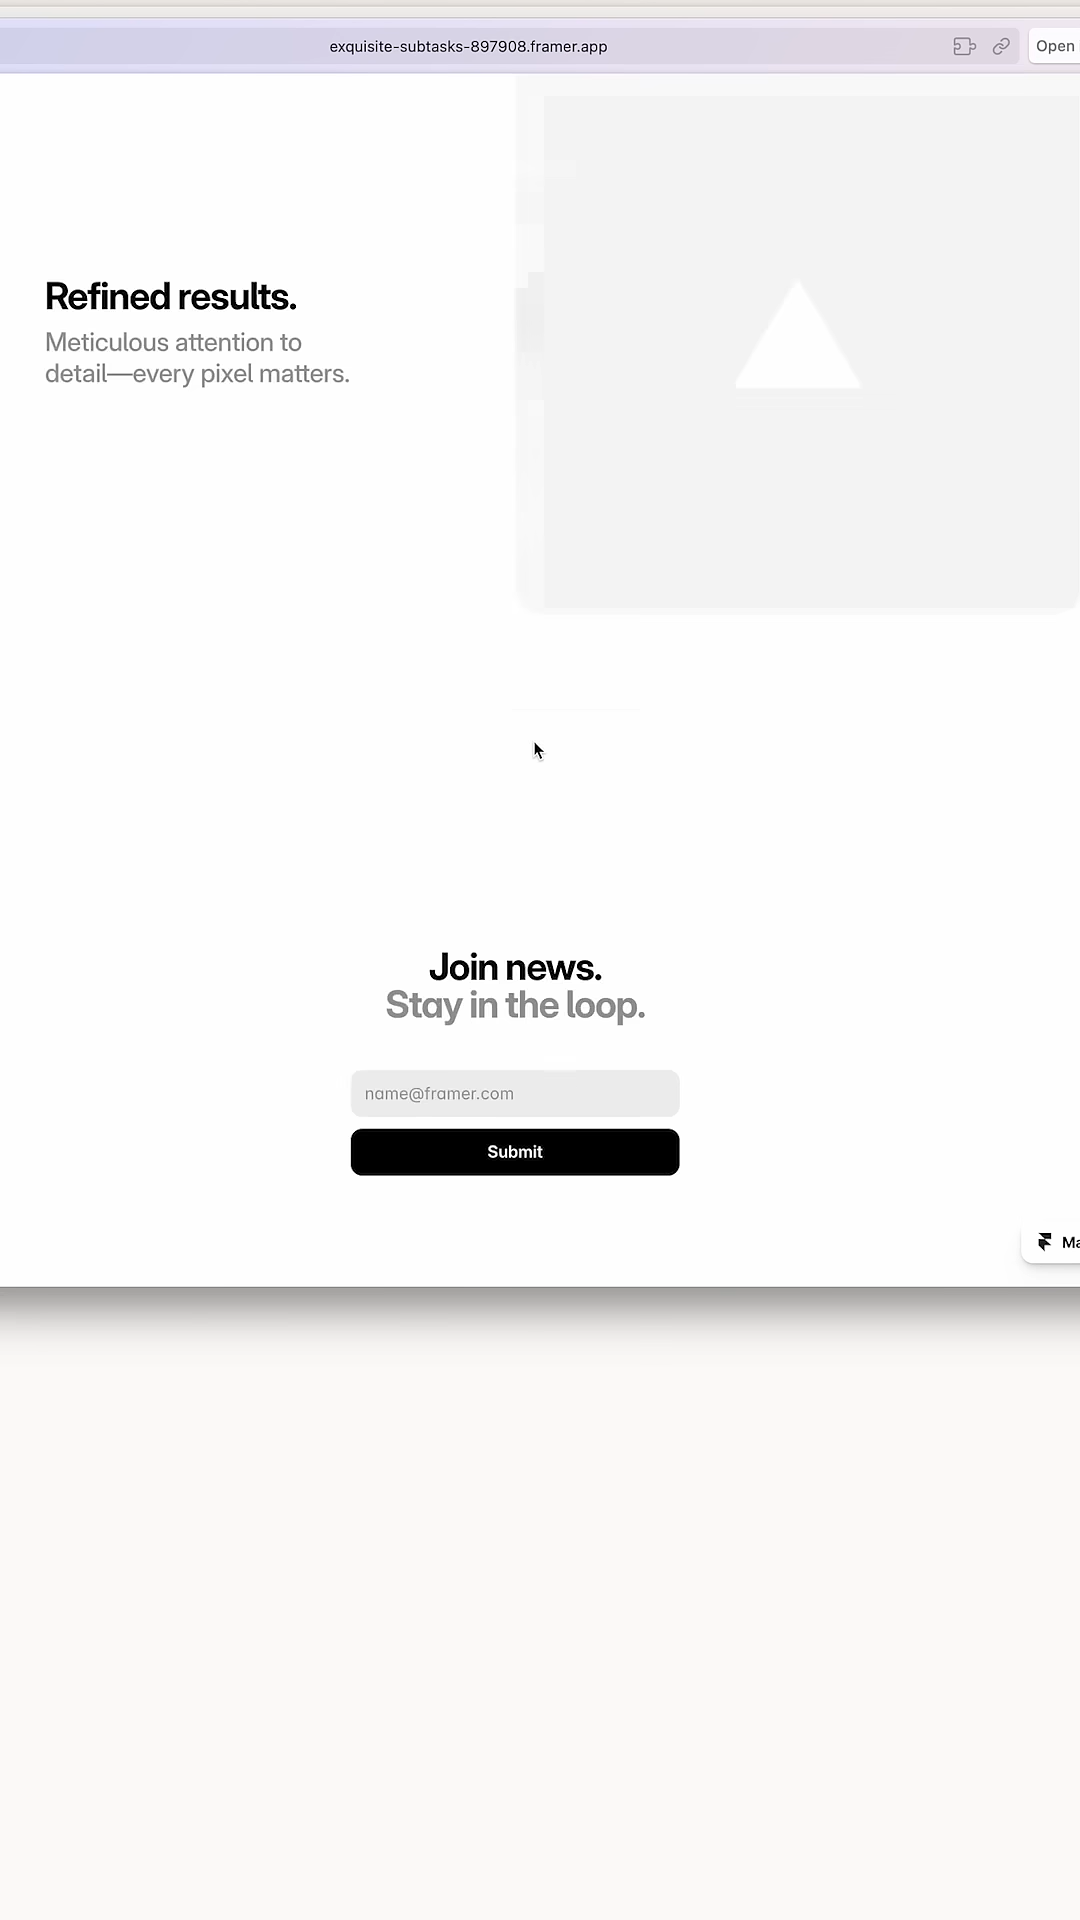 exquisite-subtasks-897908.framer.app
Open
Refined results.
Meticulous attention to
detail—every pixel matters.
Join news.
Stay in the loop.
name@framer.com
Submit